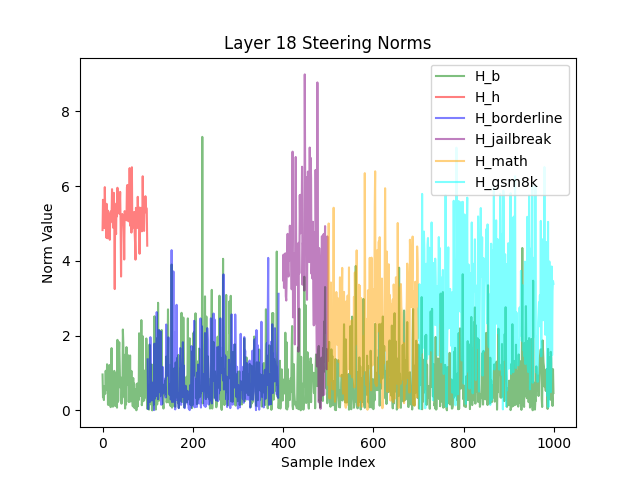 Layer 18 Steering Norms
H_b
H_h
H_borderline
H_jailbreak
H_math
H_gsm8k
Norm Value
8
6
4
2
0
0
200
400
600
800
1000
Sample Index